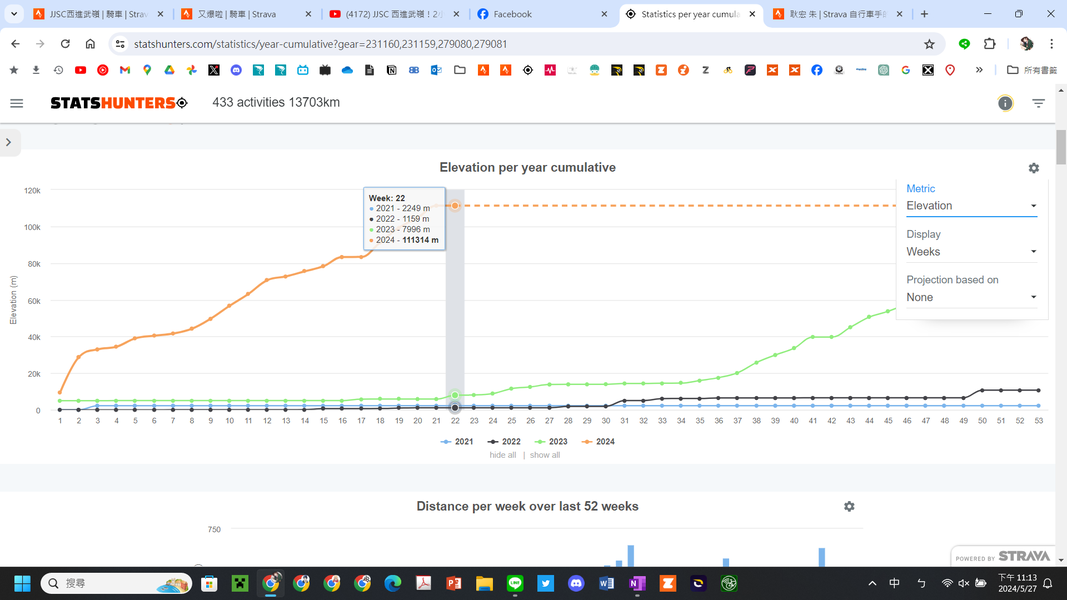 JJSC西進武嶺 | 騎車 | Strav
又爆啦 | 騎車 | Strava
(4172) JJSC 西進武嶺！2小
Facebook
Statistics per year cumula
耿宏 朱 | Strava 自行車手的
statshunters.com/statistics/year-cumulative?gear=231160,231159,279080,279081
所有書籤
STATSHUNTERS
433 activities 13703km
Elevation per year cumulative
Metric
Elevation
Display
Weeks
Projection based on
None
Week: 22
2021 - 2249 m
2022 - 1159 m
2023 - 7996 m
2024 - 111314 m
Elevation (m)
120k
100k
80k
60k
40k
20k
0
1 2 3 4 5 6 7 8 9 10 11 12 13 14 15 16 17 18 19 20 21 22 23 24 25 26 27 28 29 30 31 32 33 34 35 36 37 38 39 40 41 42 43 44 45 46 47 48 49 50 51 52 53
2021 2022 2023 2024
hide all | show all
Distance per week over last 52 weeks
750
POWERED BY STRAVA
搜尋
中
下午 11:13
2024/5/27